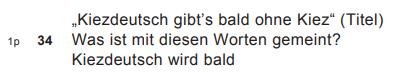 „Kiezdeutsch gibt’s bald ohne Kiez“ (Titel)
1p 34 Was ist mit diesen Worten gemeint?
Kiezdeutsch wird bald